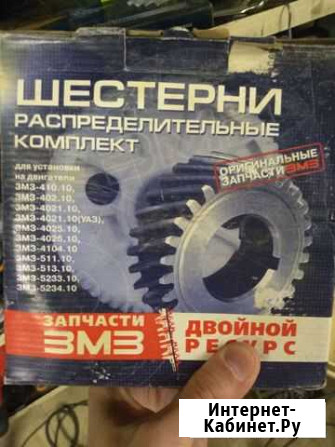 ШЕСТЕРНИ
РАСПРЕДЕЛИТЕЛЬНЫЕ
КОМПЛЕКТ
ОРИГИНАЛЬНЫЕ
ЗАПЧАСТИ ЗМЗ
для установки
на двигатели
ЗМЗ-410.10,
ЗМЗ-402.10,
ЗМЗ-4021.10,
ЗМЗ-4021.10(УАЗ),
ЗМЗ-4025.10,
ЗМЗ-4026.10,
ЗМЗ-4104.10
ЗМЗ-511.10,
ЗМЗ-513.10,
ЗМЗ-5233.10,
ЗМЗ-5234.10
ЗАПЧАСТИ
ЗМЗ
ДВОЙНОЙ
РЕСУРС
Интернет-
Кабинет.Ру